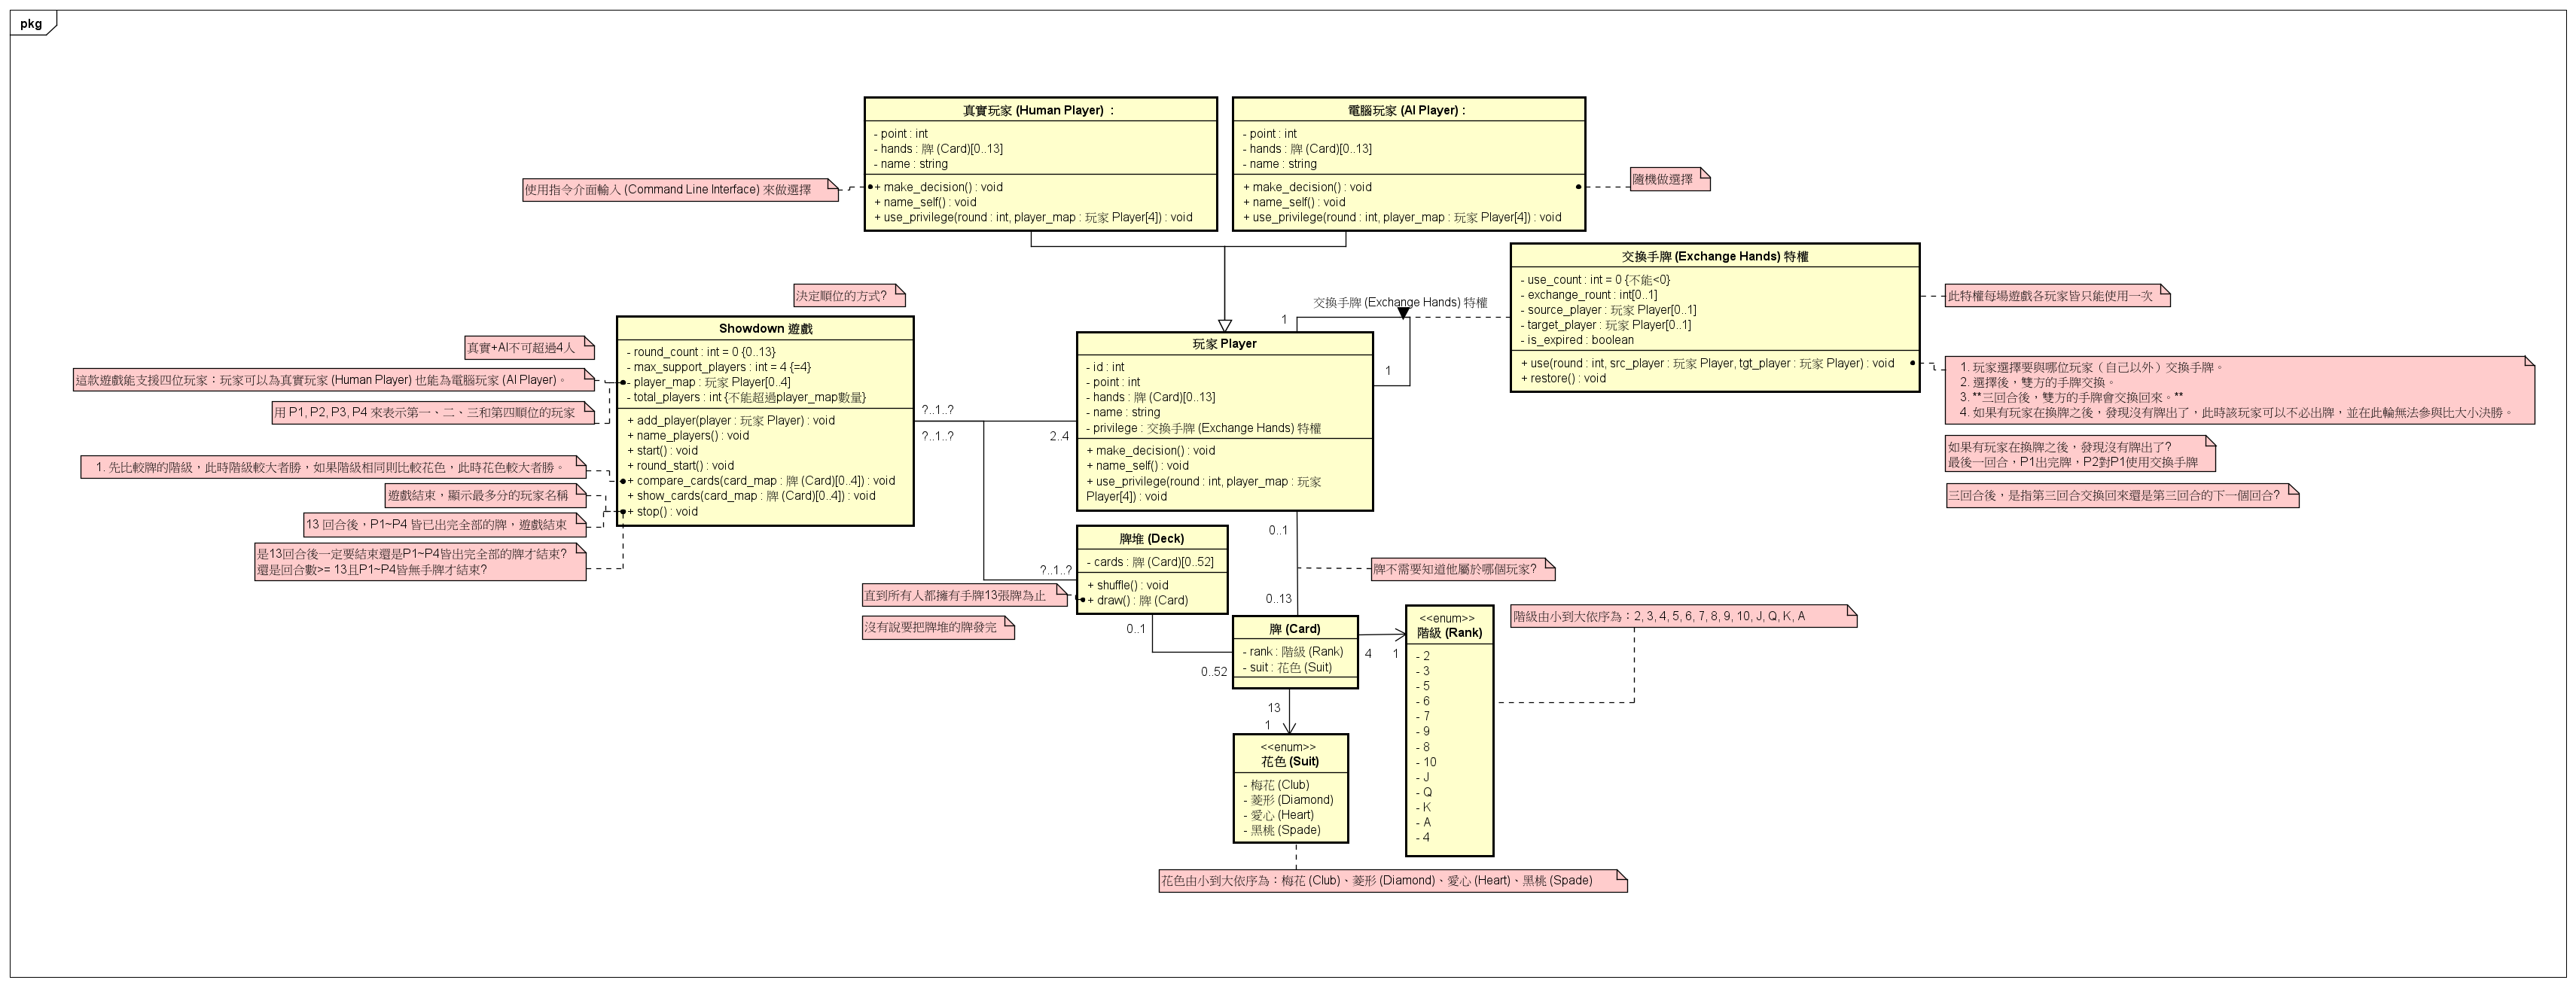 pkg
真實玩家 (Human Player) :
- point : int
- hands : 牌 (Card)[0..13]
- name : string
+ make_decision() : void
+ name_self() : void
+ use_privilege(round : int, player_map : 玩家 Player[4]) : void
電腦玩家 (AI Player) :
- point : int
- hands : 牌 (Card)[0..13]
- name : string
+ make_decision() : void
+ name_self() : void
+ use_privilege(round : int, player_map : 玩家 Player[4]) : void
使用指令介面輸入 (Command Line Interface) 來做選擇
隨機做選擇
交換手牌 (Exchange Hands) 特權
- use_count : int = 0 {不能<0}
- exchange_rount : int[0..1]
- source_player : 玩家 Player[0..1]
- target_player : 玩家 Player[0..1]
- is_expired : boolean
+ use(round : int, src_player : 玩家 Player, tgt_player : 玩家 Player) : void
+ restore() : void
此特權每場遊戲各玩家皆只能使用一次
1. 玩家選擇要與哪位玩家（自己以外）交換手牌。
2. 選擇後，雙方的手牌交換。
3. **三回合後，雙方的手牌會交換回來。**
4. 如果有玩家在換牌之後，發現沒有牌出了，此時該玩家可以不必出牌，並在此輪無法參與比大小決勝。
如果有玩家在換牌之後，發現沒有牌出了?
最後一回合，P1出完牌，P2對P1使用交換手牌
三回合後，是指第三回合交換回來還是第三回合的下一個回合?
決定順位的方式?
交換手牌 (Exchange Hands) 特權
1
1
Showdown 遊戲
- round_count : int = 0 {0..13}
- max_support_players : int = 4 {=4}
- player_map : 玩家 Player[0..4]
- total_players : int {不能超過player_map數量}
+ add_player(player : 玩家 Player) : void
+ name_players() : void
+ start() : void
+ round_start() : void
+ compare_cards(card_map : 牌 (Card)[0..4]) : void
+ show_cards(card_map : 牌 (Card)[0..4]) : void
+ stop() : void
真實+AI不可超過4人
這款遊戲能支援四位玩家：玩家可以為真實玩家 (Human Player) 也能為電腦玩家 (AI Player)。
用 P1, P2, P3, P4 來表示第一、二、三和第四順位的玩家
1. 先比較牌的階級，此時階級較大者勝，如果階級相同則比較花色，此時花色較大者勝。
遊戲結束，顯示最多分的玩家名稱
13 回合後，P1~P4 皆已出完全部的牌，遊戲結束
是13回合後一定要結束還是P1~P4皆出完全部的牌才結束?
還是回合數>= 13且P1~P4皆無手牌才結束?
玩家 Player
- id : int
- point : int
- hands : 牌 (Card)[0..13]
- name : string
- privilege : 交換手牌 (Exchange Hands) 特權
+ make_decision() : void
+ name_self() : void
+ use_privilege(round : int, player_map : 玩家
Player[4]) : void
?..1..?
?..1..?
2..4
?..1..?
牌堆 (Deck)
- cards : 牌 (Card)[0..52]
+ shuffle() : void
+ draw() : 牌 (Card)
直到所有人都擁有手牌13張牌為止
沒有說要把牌堆的牌發完
0..1
0..13
牌不需要知道他屬於哪個玩家?
0..1
0..52
牌 (Card)
- rank : 階級 (Rank)
- suit : 花色 (Suit)
4
1
13
1
<<enum>>
階級 (Rank)
- 2
- 3
- 5
- 6
- 7
- 9
- 8
- 10
- J
- Q
- K
- A
- 4
階級由小到大依序為：2, 3, 4, 5, 6, 7, 8, 9, 10, J, Q, K, A
<<enum>>
花色 (Suit)
- 梅花 (Club)
- 菱形 (Diamond)
- 愛心 (Heart)
- 黑桃 (Spade)
花色由小到大依序為：梅花 (Club)、菱形 (Diamond)、愛心 (Heart)、黑桃 (Spade)